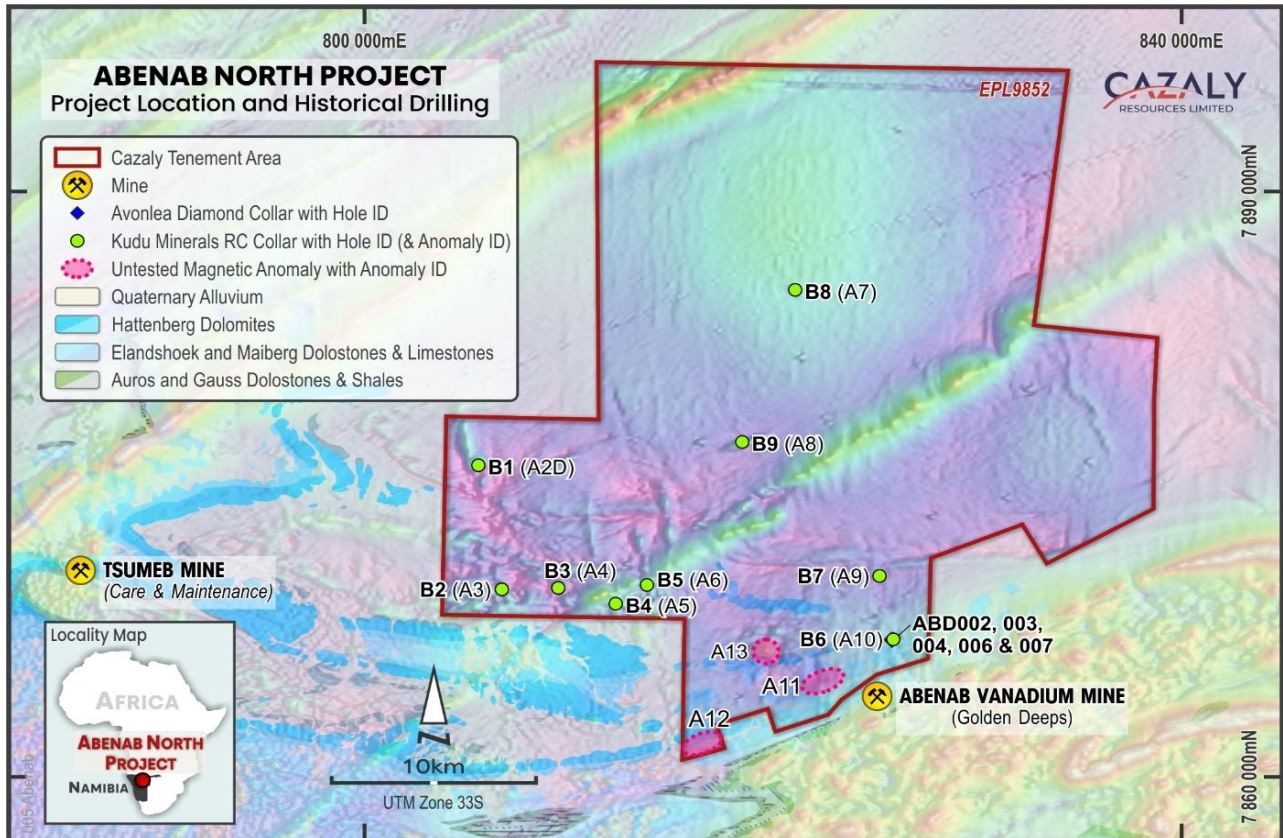 800 000mE
840 000mE
ABENAB NORTH PROJECT
Project Location and Historical Drilling
EPL9852
CAZALY
RESOURCES LIMITED
Cazaly Tenement Area
Mine
Avonlea Diamond Collar with Hole ID
Kudu Minerals RC Collar with Hole ID (& Anomaly ID)
Untested Magnetic Anomaly with Anomaly ID
Quaternary Alluvium
Hattenberg Dolomites
Elandshoek and Maiberg Dolostones & Limestones
Auros and Gauss Dolostones & Shales
7 890 000mN
B8 (A7)
B9 (A8)
B1 (A2D)
TSUMEB MINE
(Care & Maintenance)
B2 (A3)
B3 (A4)
B5 (A6)
B4 (A5)
B7 (A9)
B6 (A10)
ABD002, 003,
004, 006 & 007
A13
A11
A12
ABENAB VANADIUM MINE
(Golden Deeps)
Locality Map
AFRICA
ABENAB NORTH
PROJECT
NAMIBIA
10km
UTM Zone 33S
7 860 000mN
005 Abenab